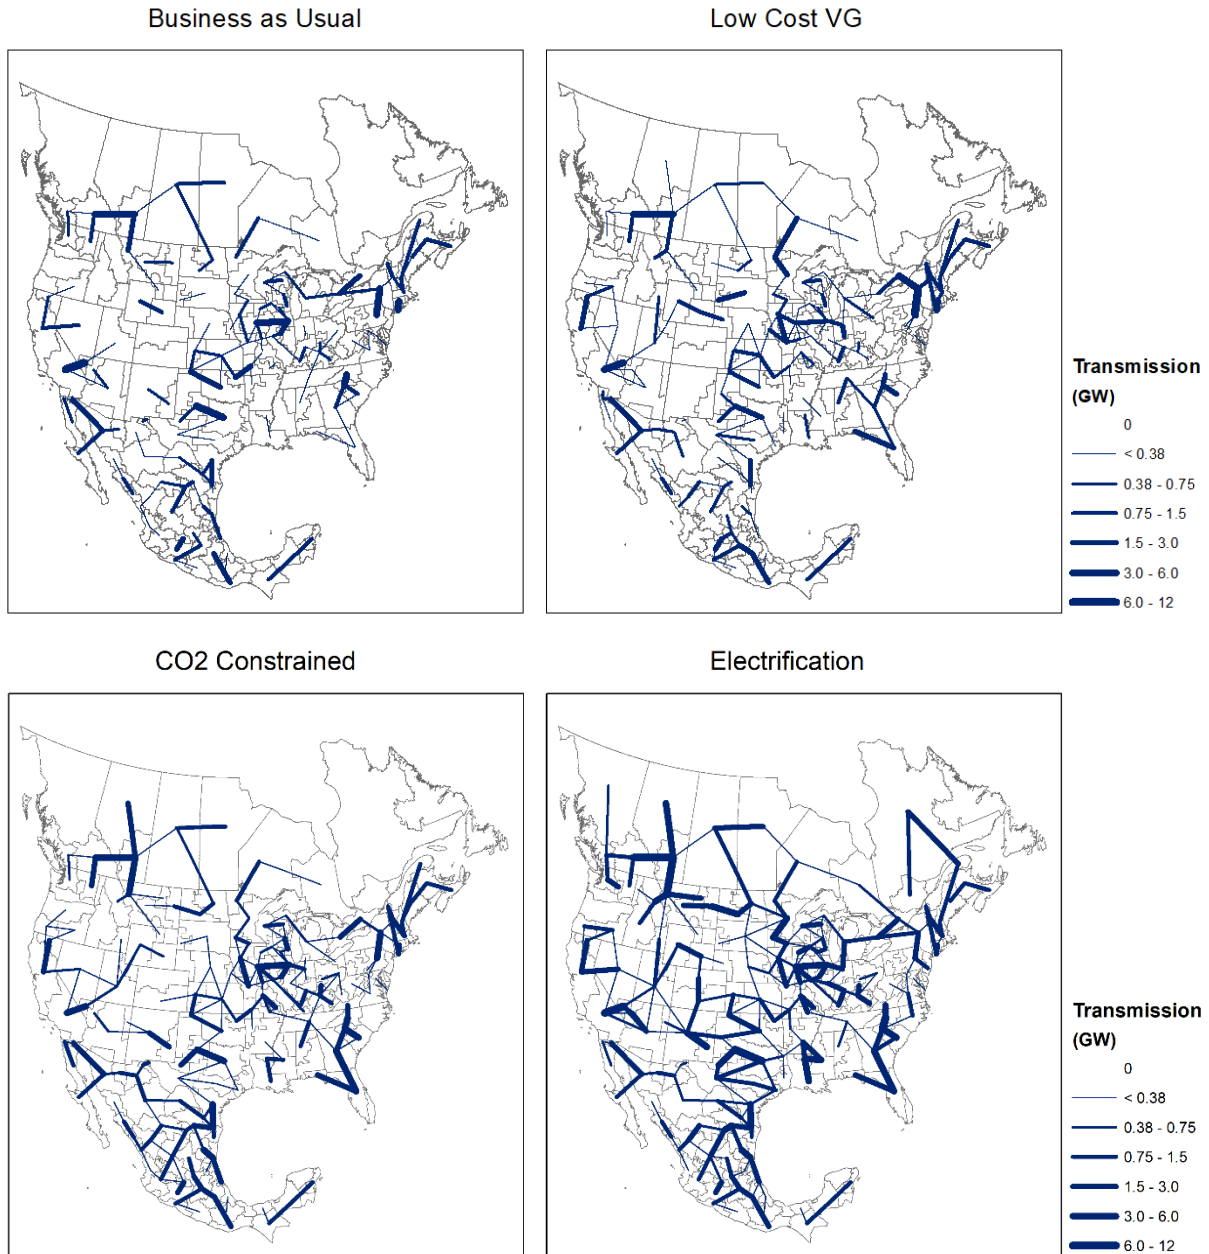 Business as Usual
Low Cost VG
Transmission
(GW)
0
< 0.38
0.38 - 0.75
0.75 - 1.5
1.5 - 3.0
3.0 - 6.0
6.0 - 12
CO2 Constrained
Electrification
Transmission
(GW)
0
< 0.38
0.38 - 0.75
0.75 - 1.5
1.5 - 3.0
3.0 - 6.0
6.0 - 12